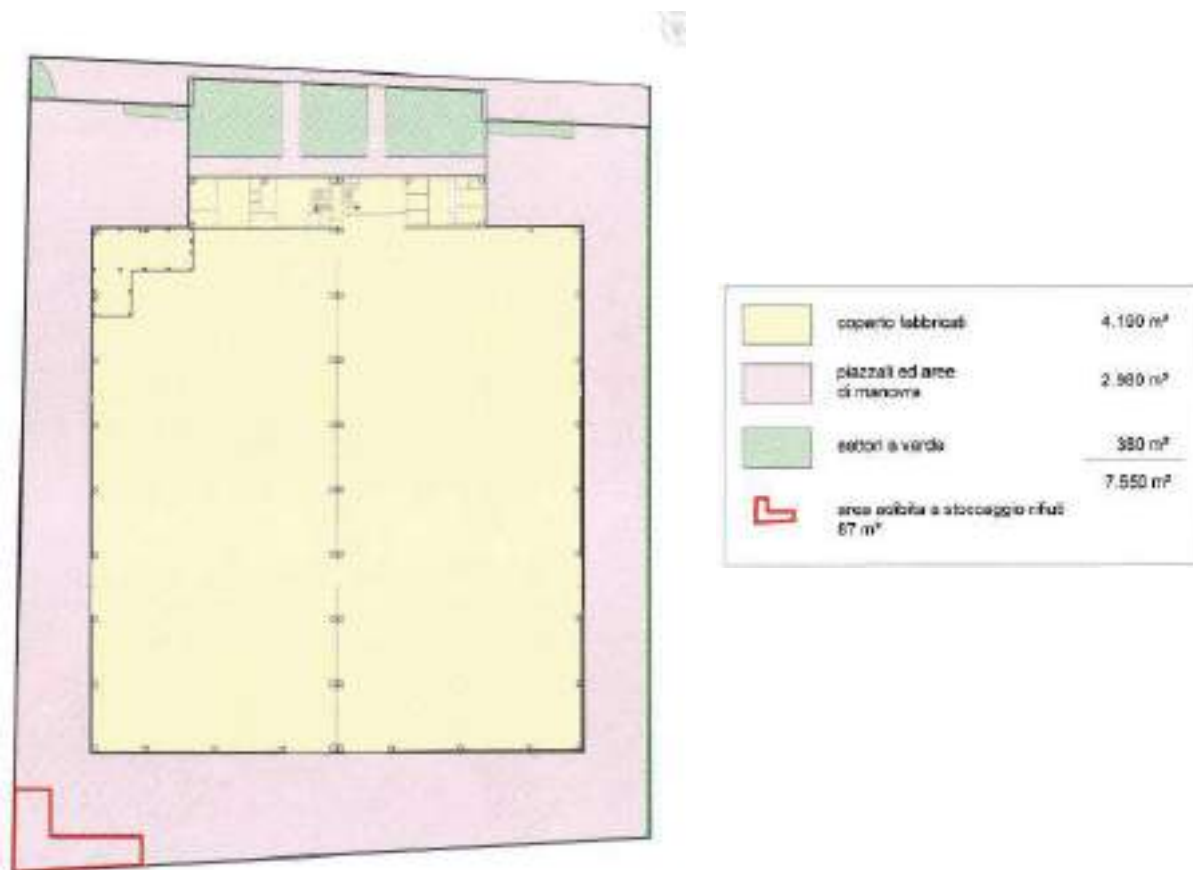 coperto fabbricati 4.190 m²
piazzali ed aree
di manovra 2.980 m²
settori a verde 380 m²
7.550 m²
area adibita a stoccaggio rifiuti
87 m²